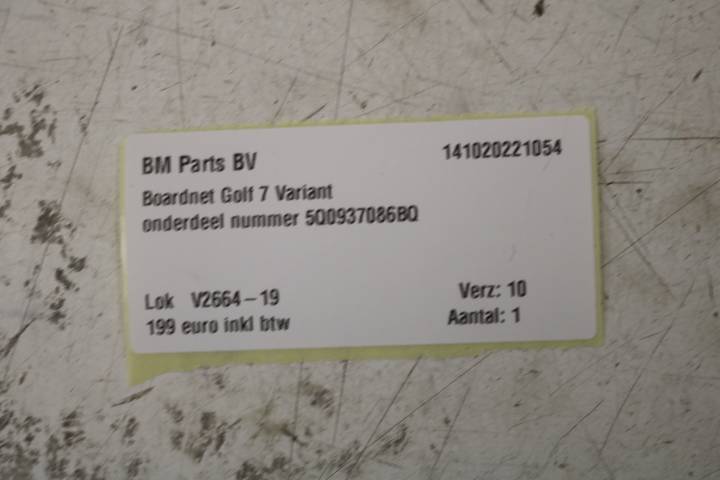 BM Parts BV 141020221054
Boardnet Golf 7 Variant
onderdeel nummer 5Q0937086BQ
Lok V2664-19 Verz: 10
199 euro inkl btw Aantal: 1